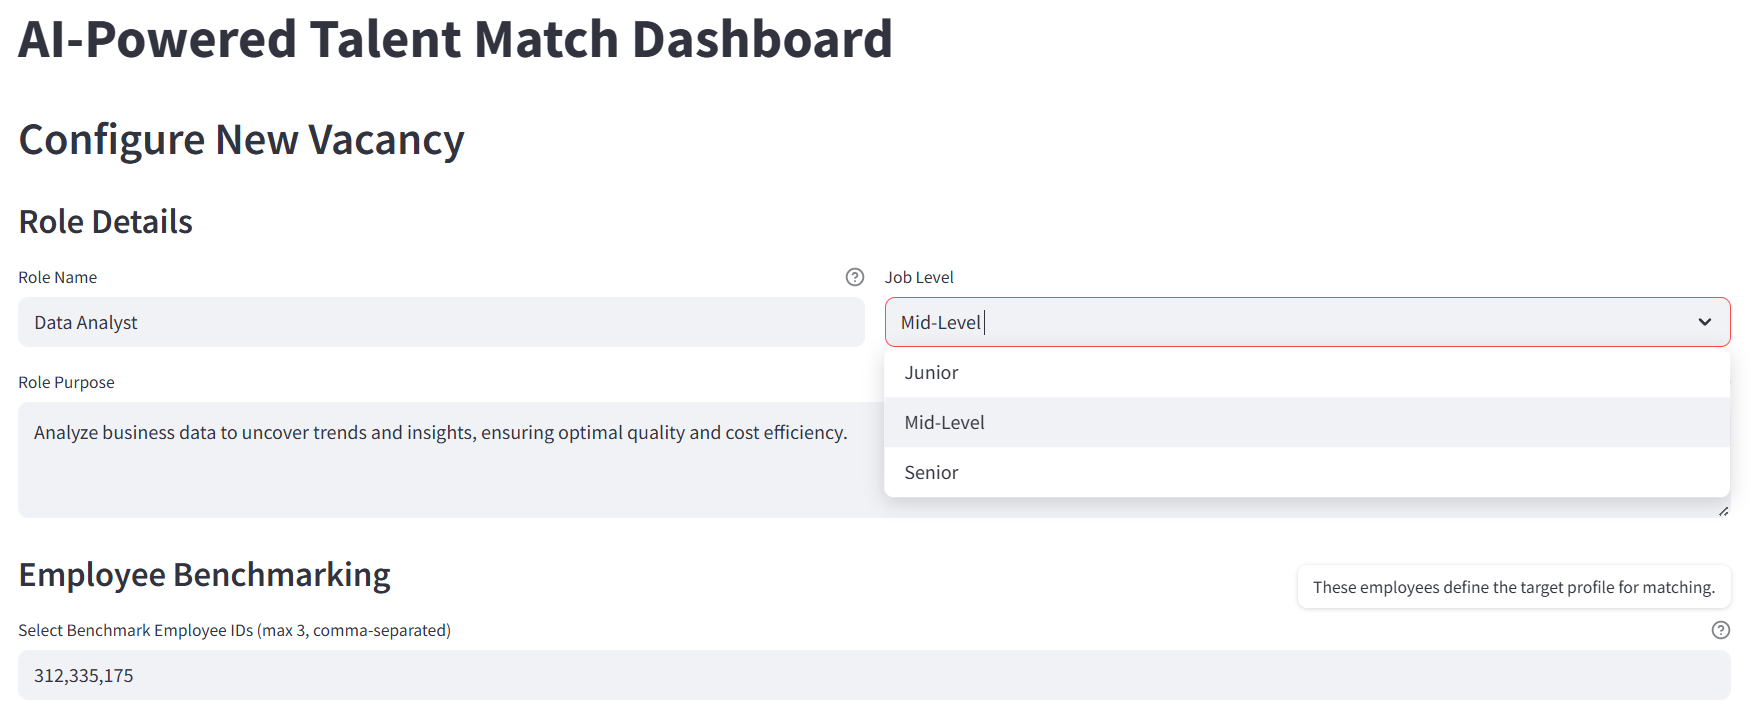 AI-Powered Talent Match Dashboard
Configure New Vacancy
Role Details
Role Name
Data Analyst
Job Level
Mid-Level
Junior
Mid-Level
Senior
Role Purpose
Analyze business data to uncover trends and insights, ensuring optimal quality and cost efficiency.
Employee Benchmarking
These employees define the target profile for matching.
Select Benchmark Employee IDs (max 3, comma-separated)
312,335,175